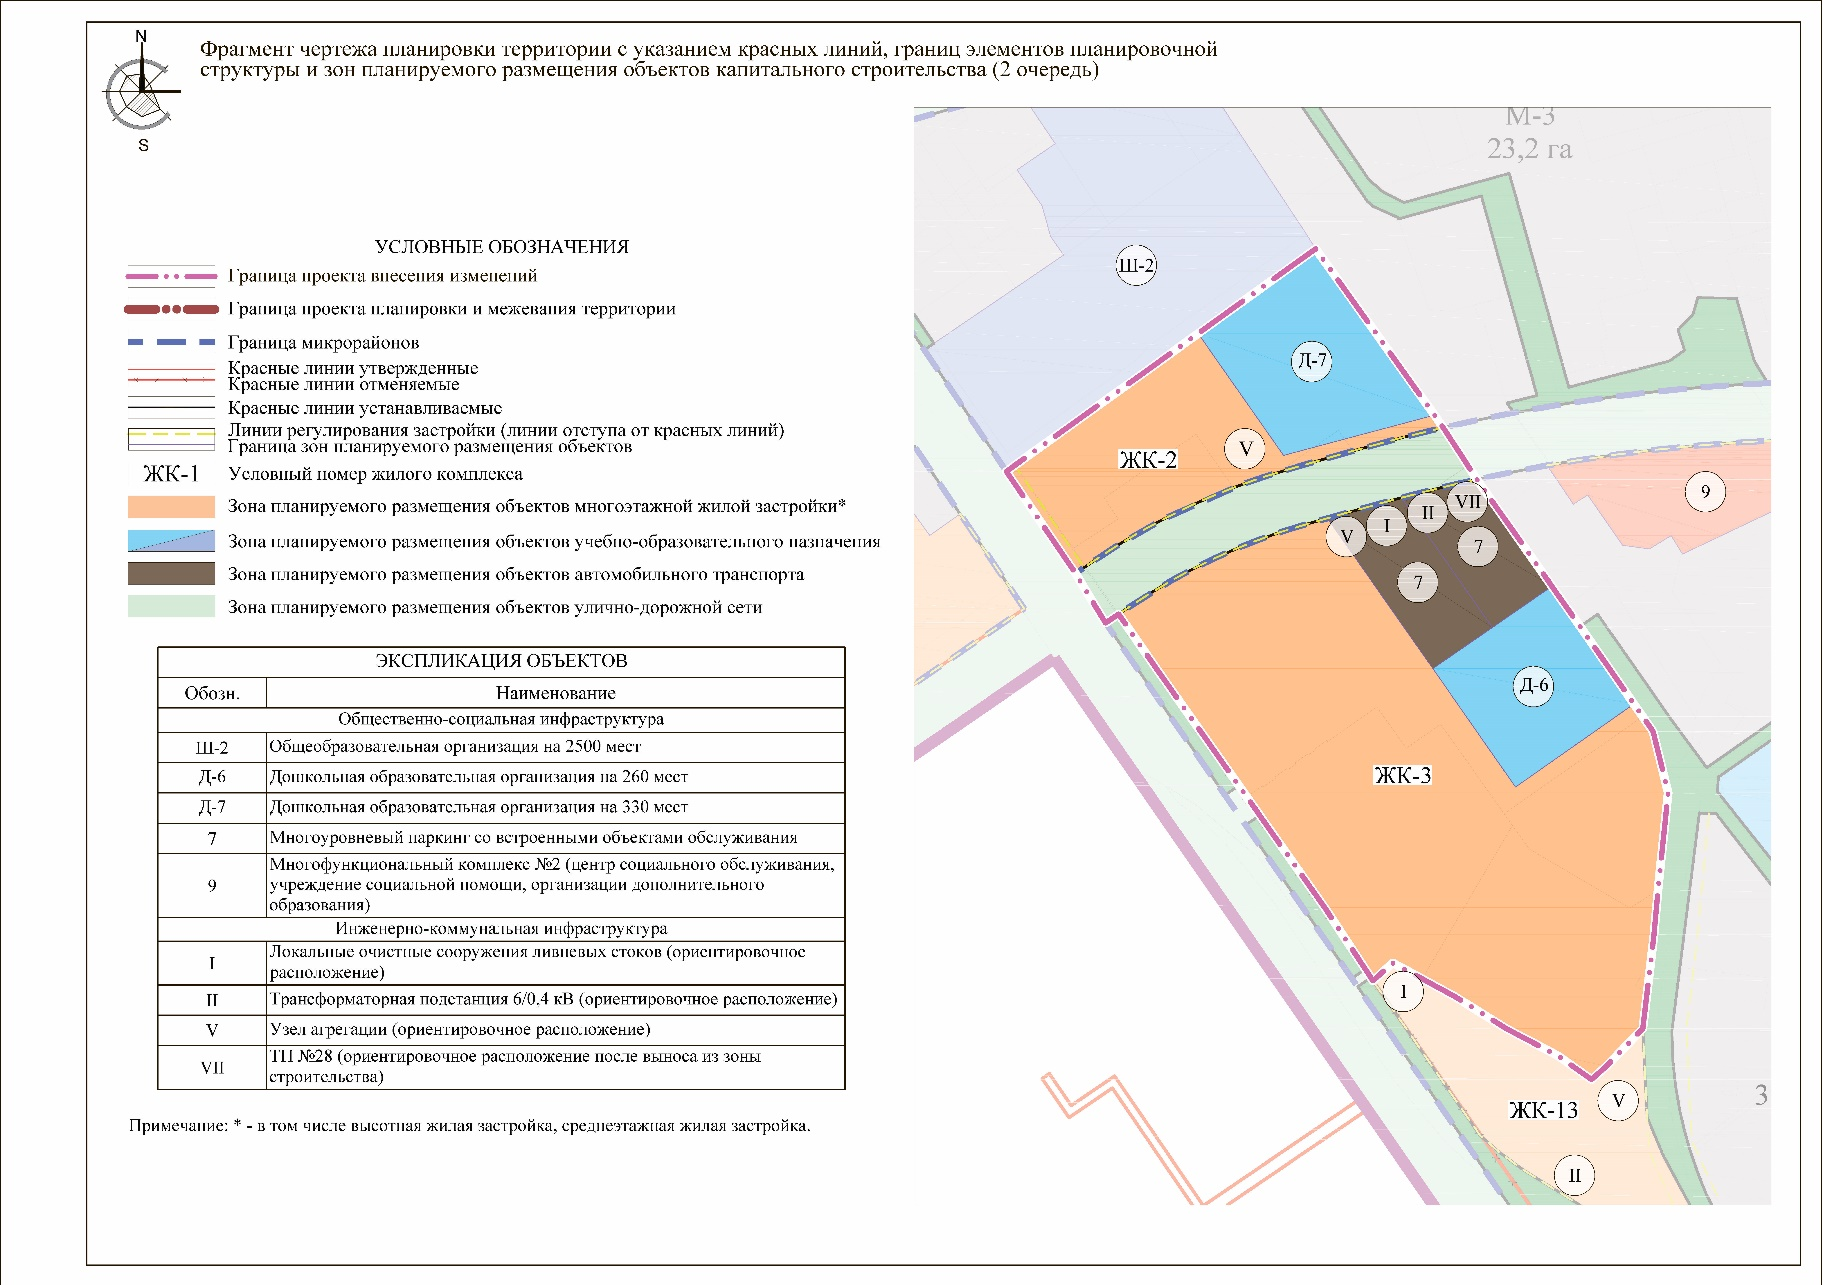 N
S
Фрагмент чертежа планировки территории с указанием красных линий, границ элементов планировочной
структуры и зон планируемого размещения объектов капитального строительства (2 очередь)
УСЛОВНЫЕ ОБОЗНАЧЕНИЯ
Граница проекта внесения изменений
Граница проекта планировки и межевания территории
Граница микрорайонов
Красные линии утвержденные
Красные линии отменяемые
Красные линии устанавливаемые
Линии регулирования застройки (линии отступа от красных линий)
Граница зон планируемого размещения объектов
ЖК-1 Условный номер жилого комплекса
Зона планируемого размещения объектов многоэтажной жилой застройки*
Зона планируемого размещения объектов учебно-образовательного назначения
Зона планируемого размещения объектов автомобильного транспорта
Зона планируемого размещения объектов улично-дорожной сети
ЭКСПЛИКАЦИЯ ОБЪЕКТОВ
Обозн. Наименование
Общественно-социальная инфраструктура
Ш-2 Общеобразовательная организация на 2500 мест
Д-6 Дошкольная образовательная организация на 260 мест
Д-7 Дошкольная образовательная организация на 330 мест
7 Многоуровневый паркинг со встроенными объектами обслуживания
9 Многофункциональный комплекс №2 (центр социального обслуживания,
учреждение социальной помощи, организации дополнительного
образования)
Инженерно-коммунальная инфраструктура
I Локальные очистные сооружения ливневых стоков (ориентировочное
расположение)
II Трансформаторная подстанция 6/0.4 кВ (ориентировочное расположение)
V Узел агрегации (ориентировочное расположение)
VII ТП №28 (ориентировочное расположение после выноса из зоны
строительства)
Примечание: * - в том числе высотная жилая застройка, среднеэтажная жилая застройка.
М-3
23,2 га
Ш-2
Д-7
V
ЖК-2
9
VII
II
I
V
7
7
Д-6
ЖК-3
I
ЖК-13
V
3
II